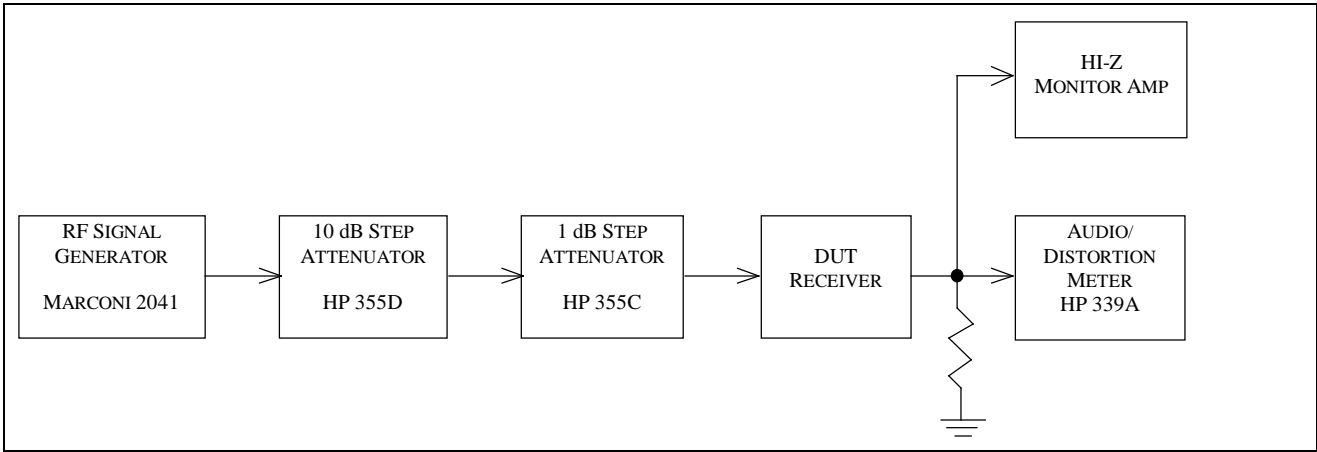 HI-Z
MONITOR AMP
RF SIGNAL
GENERATOR
MARCONI 2041
10 dB STEP
ATTENUATOR
HP 355D
1 dB STEP
ATTENUATOR
HP 355C
DUT
RECEIVER
AUDIO/
DISTORTION
METER
HP 339A